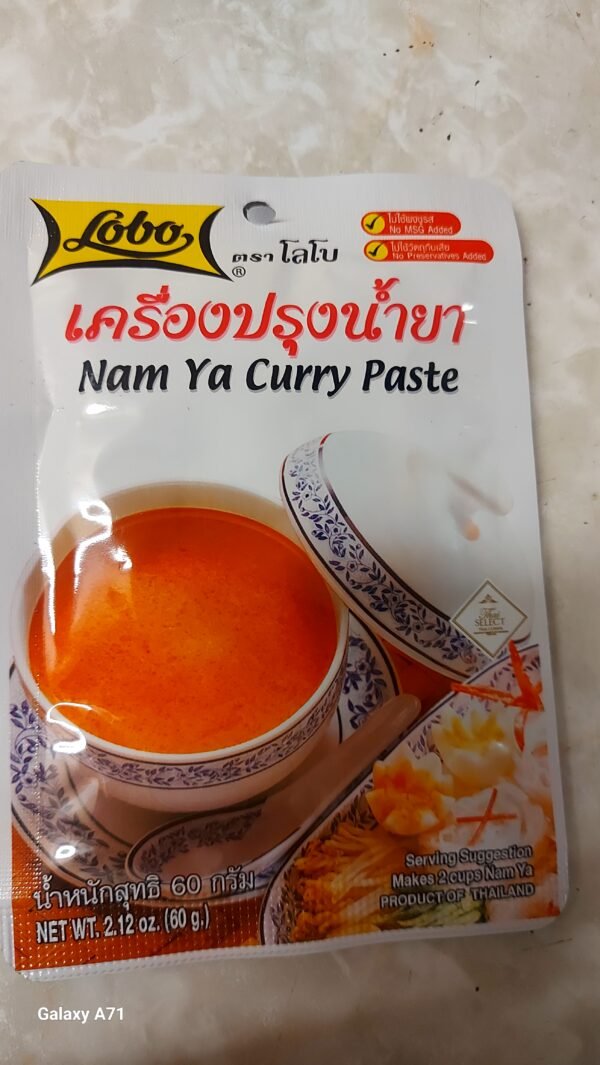 Lobo
®
ตรา โลโบ
ไม่ใช้ผงชูรส
No MSG Added
ไม่ใช้วัตถุกันเสีย
No Preservatives Added
เครื่องปรุงน้ำยา
Nam Ya Curry Paste
Thai
SELECT
Serving Suggestion
Makes 2 cups Nam Ya
PRODUCT OF THAILAND
น้ำหนักสุทธิ 60 กรัม
NET WT. 2.12 oz. (60 g.)
Galaxy A71